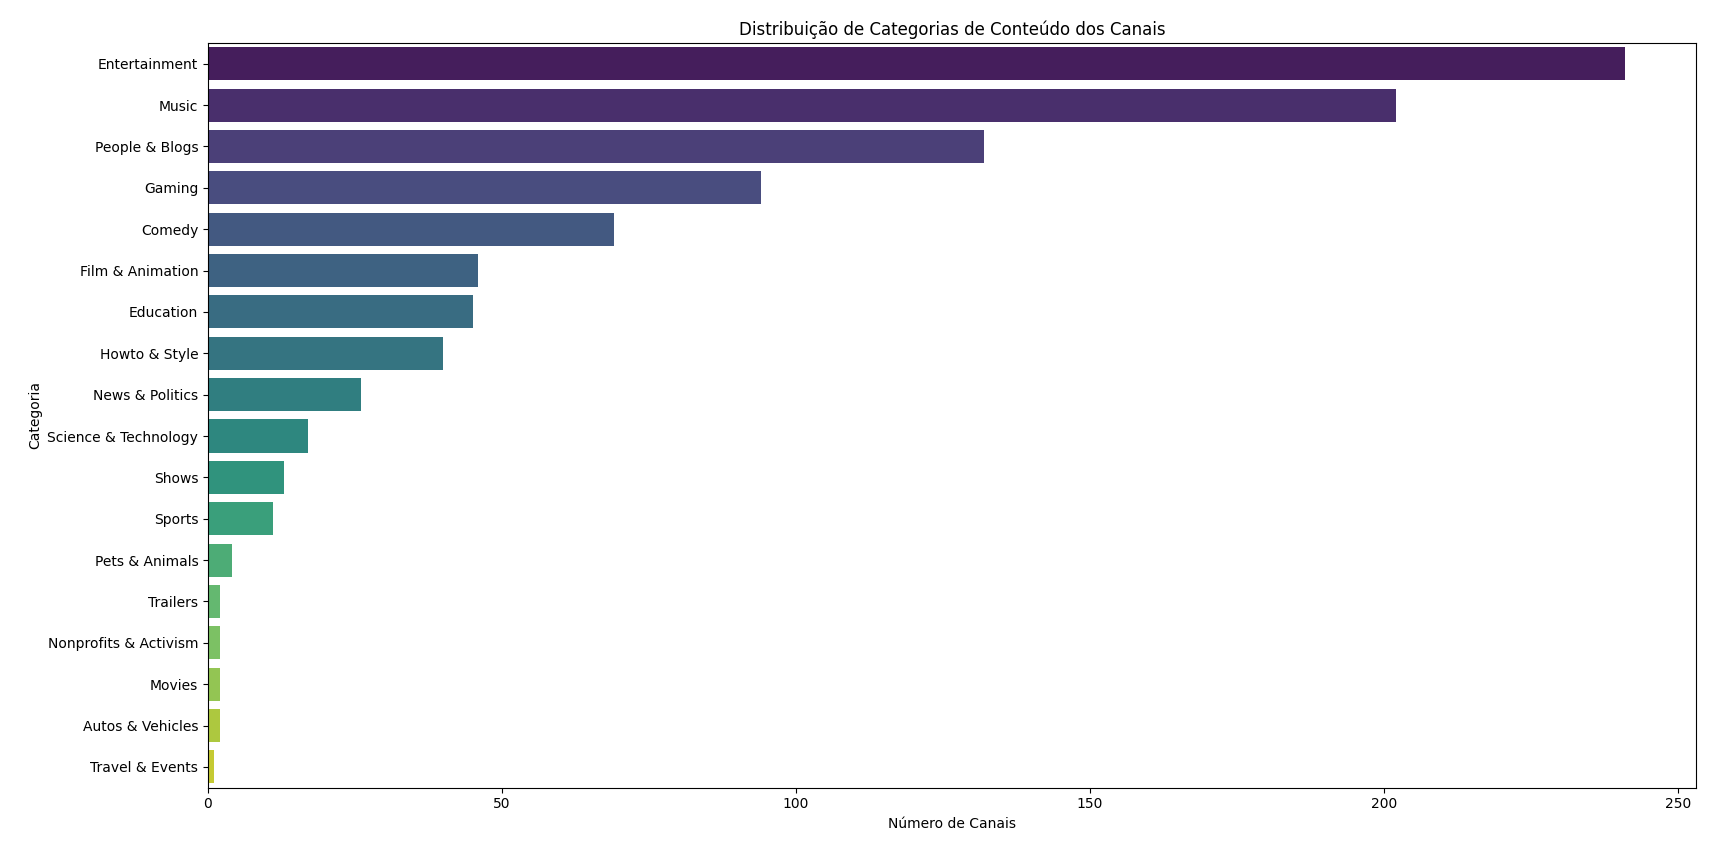 Distribuição de Categorias de Conteúdo dos Canais
Entertainment
Music
People & Blogs
Gaming
Comedy
Film & Animation
Education
Howto & Style
News & Politics
Science & Technology
Shows
Sports
Pets & Animals
Trailers
Nonprofits & Activism
Movies
Autos & Vehicles
Travel & Events
Categoria
0 50 100 150 200 250
Número de Canais